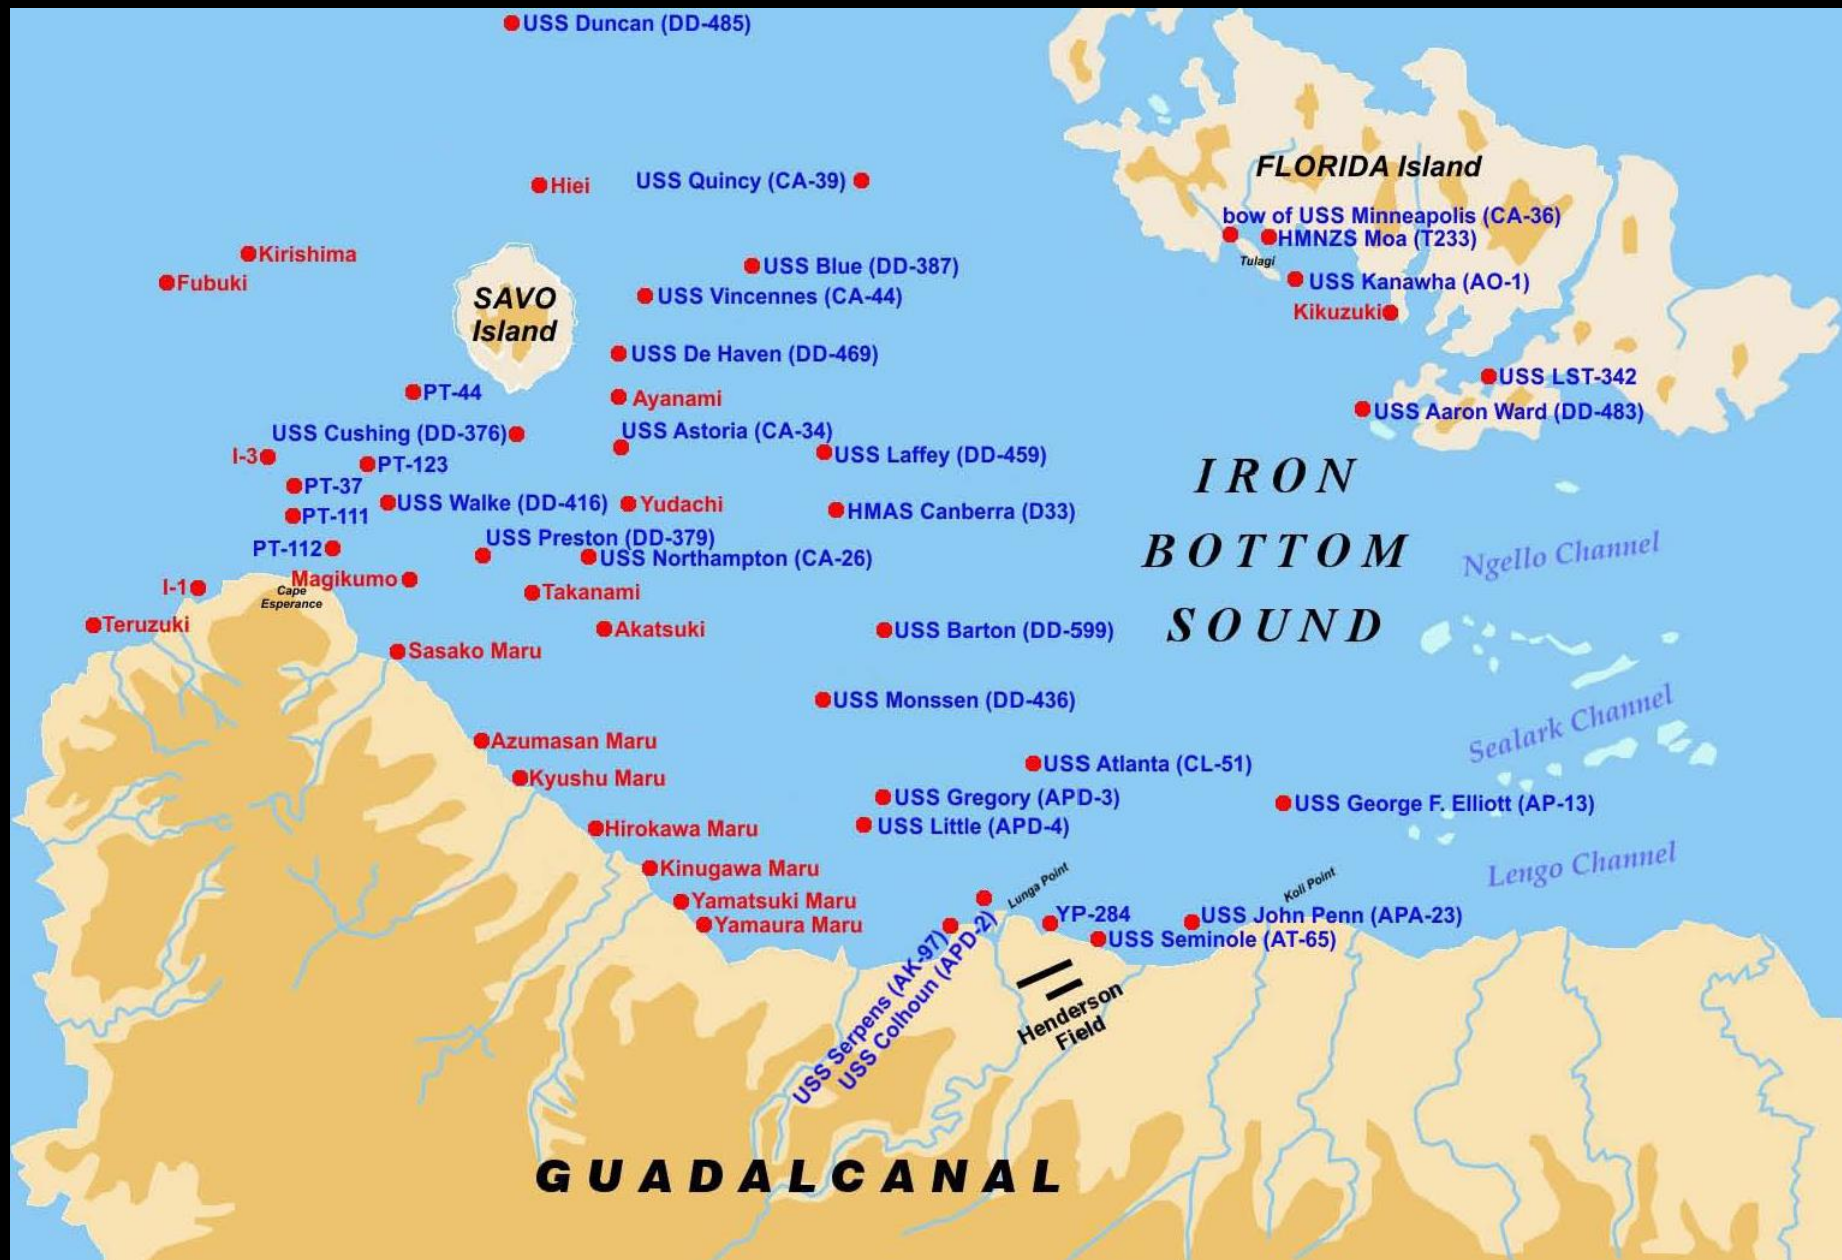 USS Duncan (DD-485)
Hiei
USS Quincy (CA-39)
FLORIDA Island
bow of USS Minneapolis (CA-36)
HMNZS Moa (T233)
Tulagi
Kirishima
Fubuki
USS Blue (DD-387)
USS Vincennes (CA-44)
USS Kanawha (AO-1)
Kikuzuki
SAVO
Island
USS De Haven (DD-469)
USS LST-342
PT-44
Ayanami
USS Aaron Ward (DD-483)
USS Cushing (DD-376)
USS Astoria (CA-34)
I-3
PT-123
USS Laffey (DD-459)
PT-37
USS Walke (DD-416)
Yudachi
HMAS Canberra (D33)
PT-111
IRON
BOTTOM
SOUND
Ngello Channel
USS Preston (DD-379)
PT-112
USS Northampton (CA-26)
Magikumo
I-1
Cape
Esperance
Takanami
Teruzuki
Akatsuki
USS Barton (DD-599)
Sasako Maru
USS Monssen (DD-436)
Sealark Channel
Azumasan Maru
USS Atlanta (CL-51)
Kyushu Maru
USS Gregory (APD-3)
USS George F. Elliott (AP-13)
Hirokawa Maru
USS Little (APD-4)
Kinugawa Maru
Lunga Point
Koli Point
Lengo Channel
Yamatsuki Maru
Yamaura Maru
YP-284
USS John Penn (APA-23)
USS Seminole (AT-65)
USS Serpens (AK-97)
USS Colhoun (APD-2)
Henderson
Field
GUADALCANAL